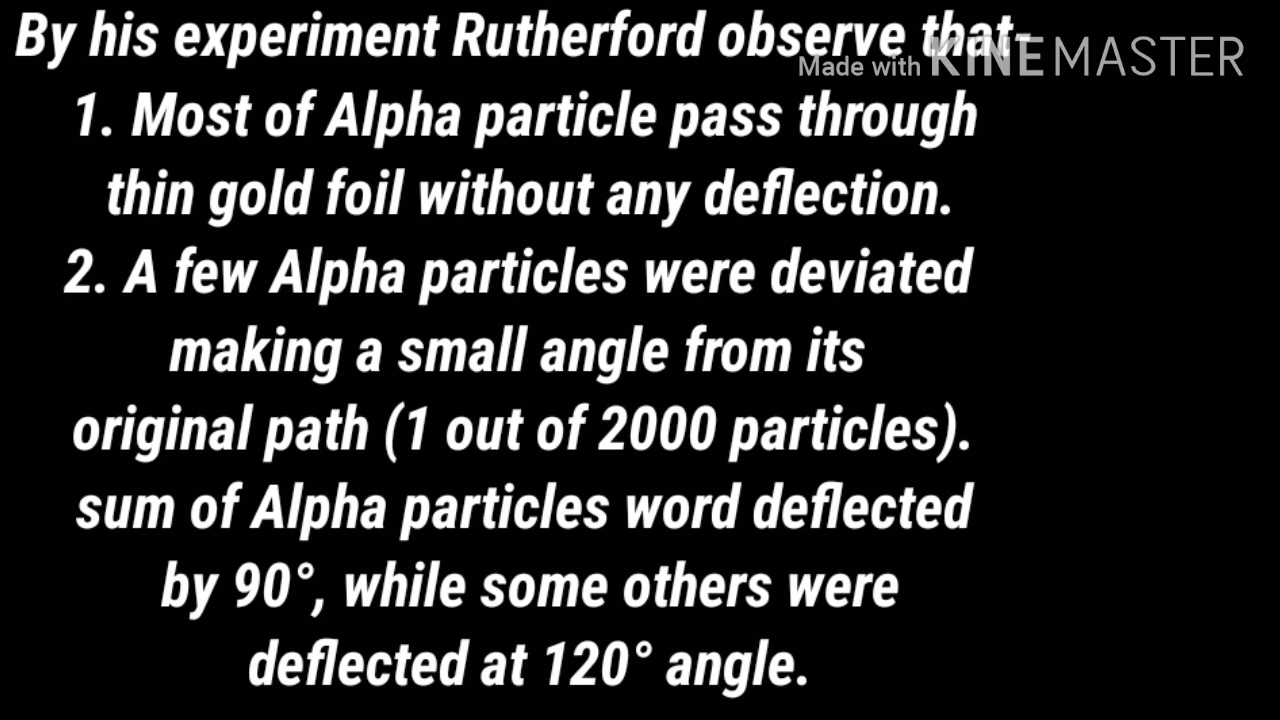 By his experiment Rutherford observe that-
Made with KINEMASTER
1. Most of Alpha particle pass through
thin gold foil without any deflection.
2. A few Alpha particles were deviated
making a small angle from its
original path (1 out of 2000 particles).
sum of Alpha particles word deflected
by 90°, while some others were
deflected at 120° angle.